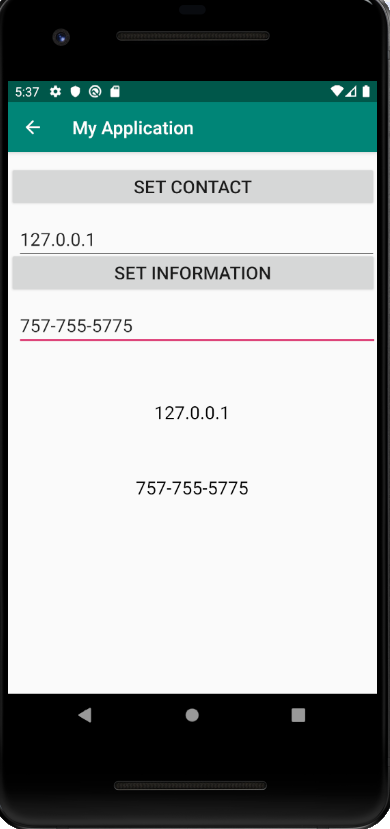 5:37
My Application
SET CONTACT
127.0.0.1
SET INFORMATION
757-755-5775
127.0.0.1
757-755-5775